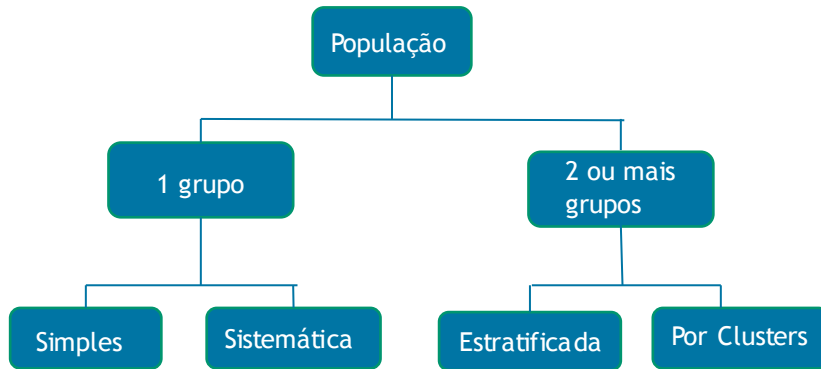 População
1 grupo
2 ou mais
grupos
Simples
Sistemática
Estratificada
Por Clusters